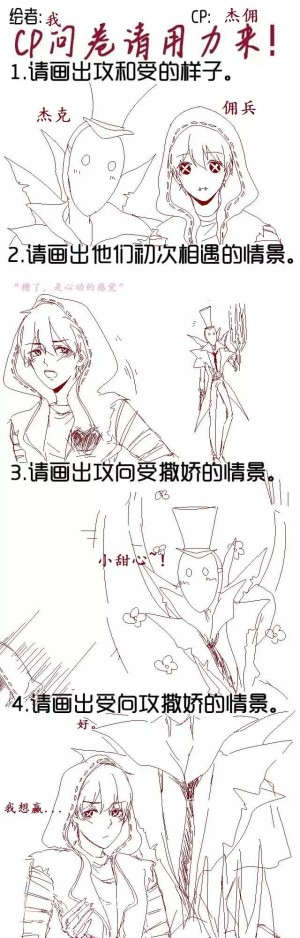 绘者:我
CP: 杰佣
CP问卷请用力来!
1.请画出攻和受的样子。
杰克
佣兵
2.请画出他们初次相遇的情景。
“糟了，是心动的感觉”
3.请画出攻向受撒娇的情景。
小甜心~!
4.请画出受向攻撒娇的情景。
好。
我想赢...